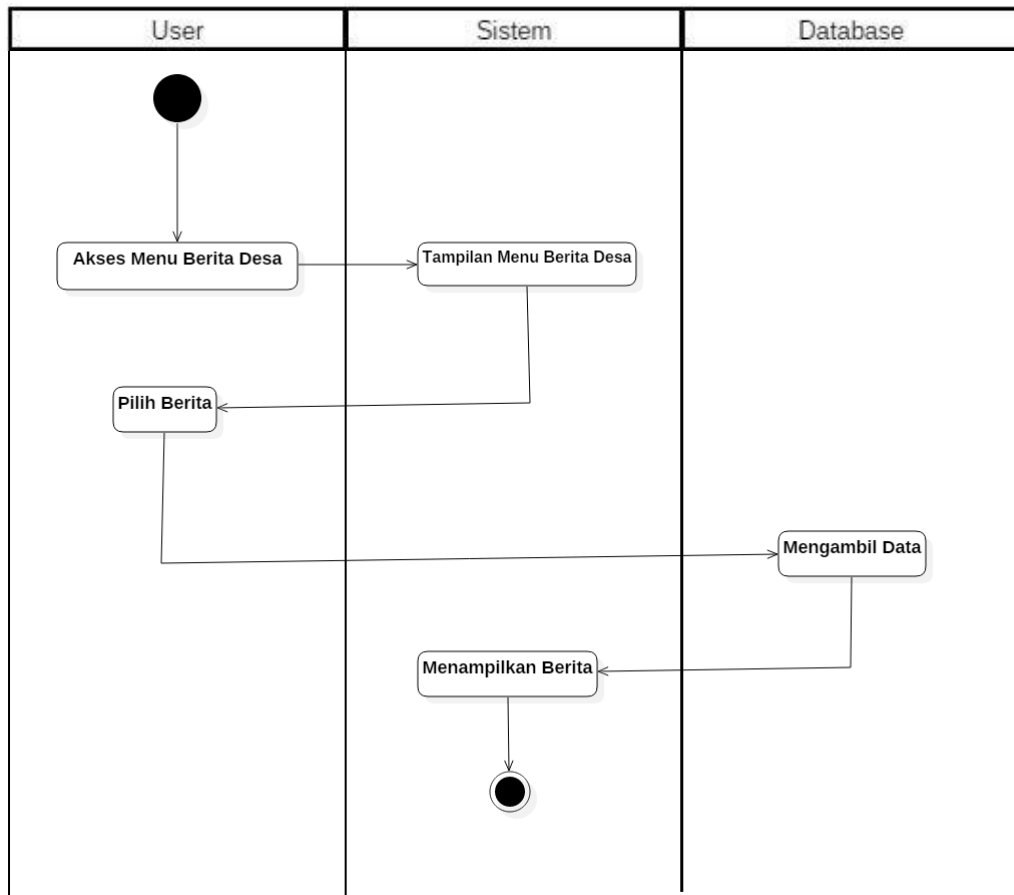 User
Sistem
Database
Akses Menu Berita Desa
Tampilan Menu Berita Desa
Pilih Berita
Mengambil Data
Menampilkan Berita